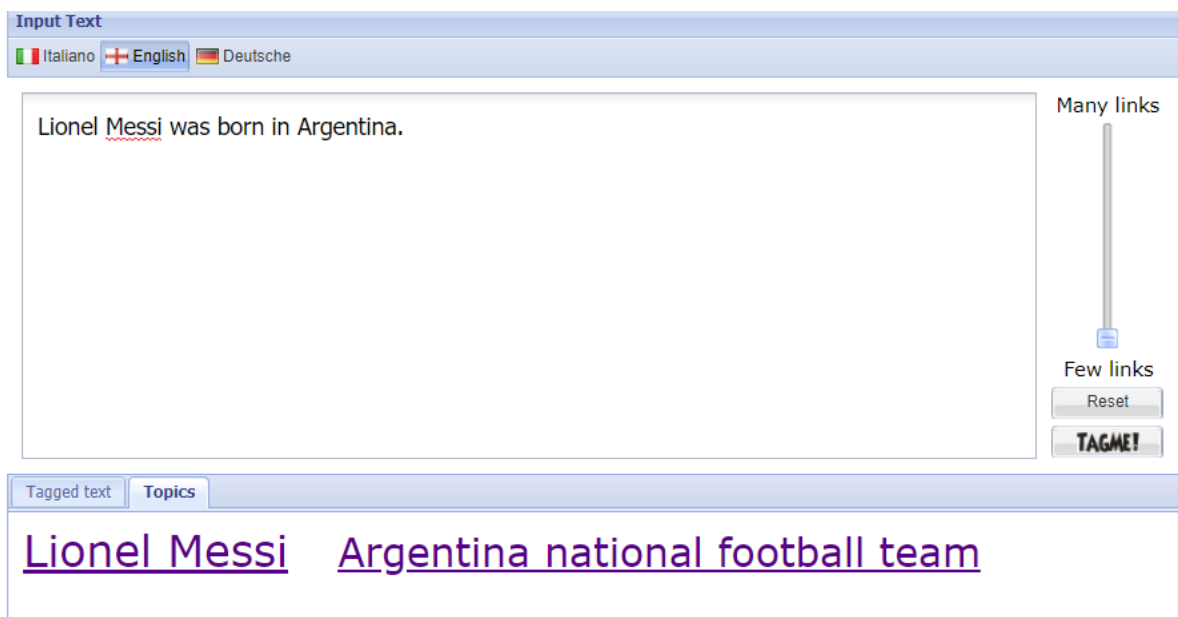 Input Text
Italiano English Deutsche
Lionel Messi was born in Argentina.
Many links
Few links
Reset
TAGME!
Tagged text Topics
Lionel Messi Argentina national football team